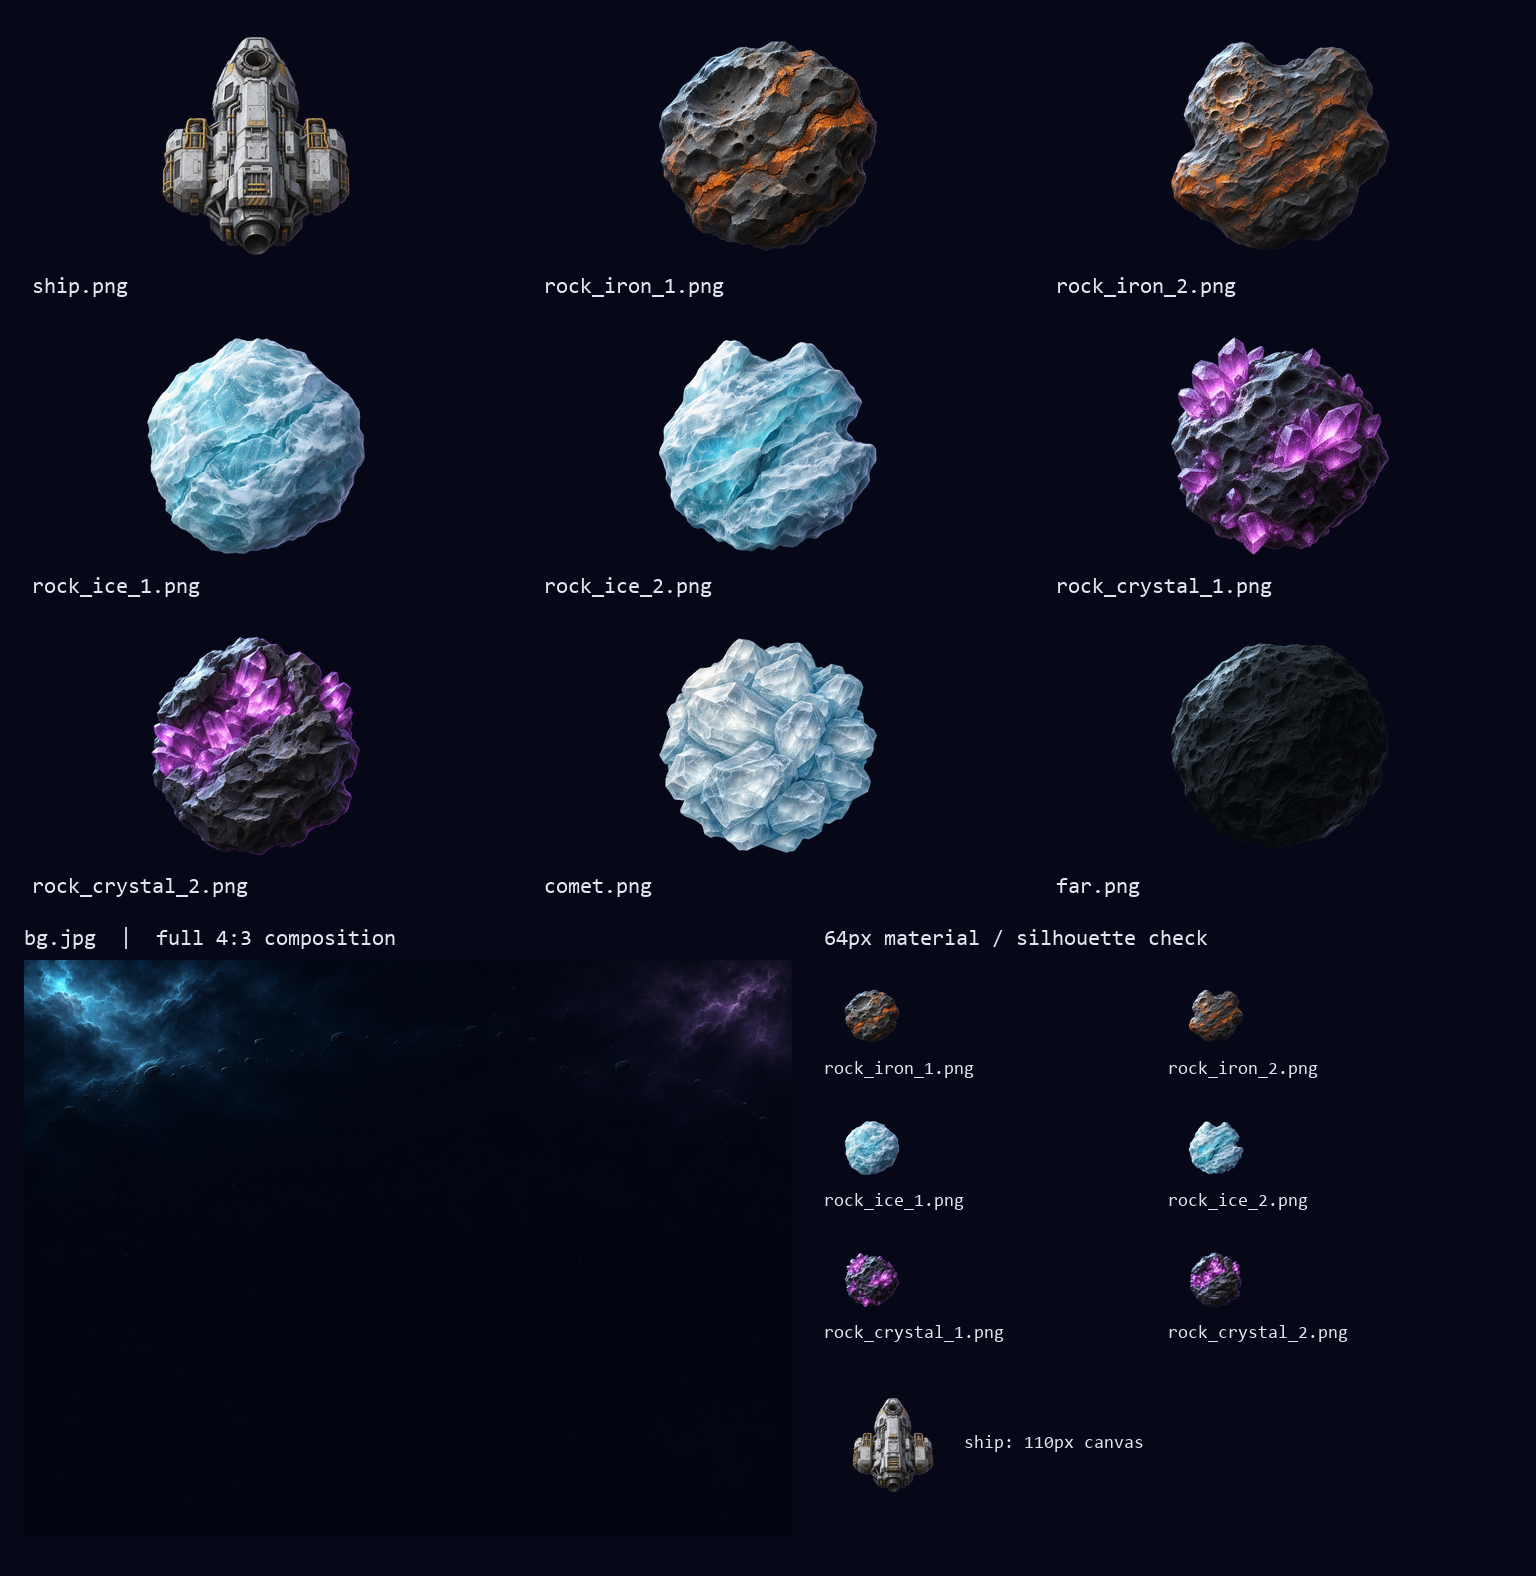 ship.png
rock_iron_1.png
rock_iron_2.png
rock_ice_1.png
rock_ice_2.png
rock_crystal_1.png
rock_crystal_2.png
comet.png
far.png
bg.jpg | full 4:3 composition
64px material / silhouette check
rock_iron_1.png
rock_iron_2.png
rock_ice_1.png
rock_ice_2.png
rock_crystal_1.png
rock_crystal_2.png
ship: 110px canvas